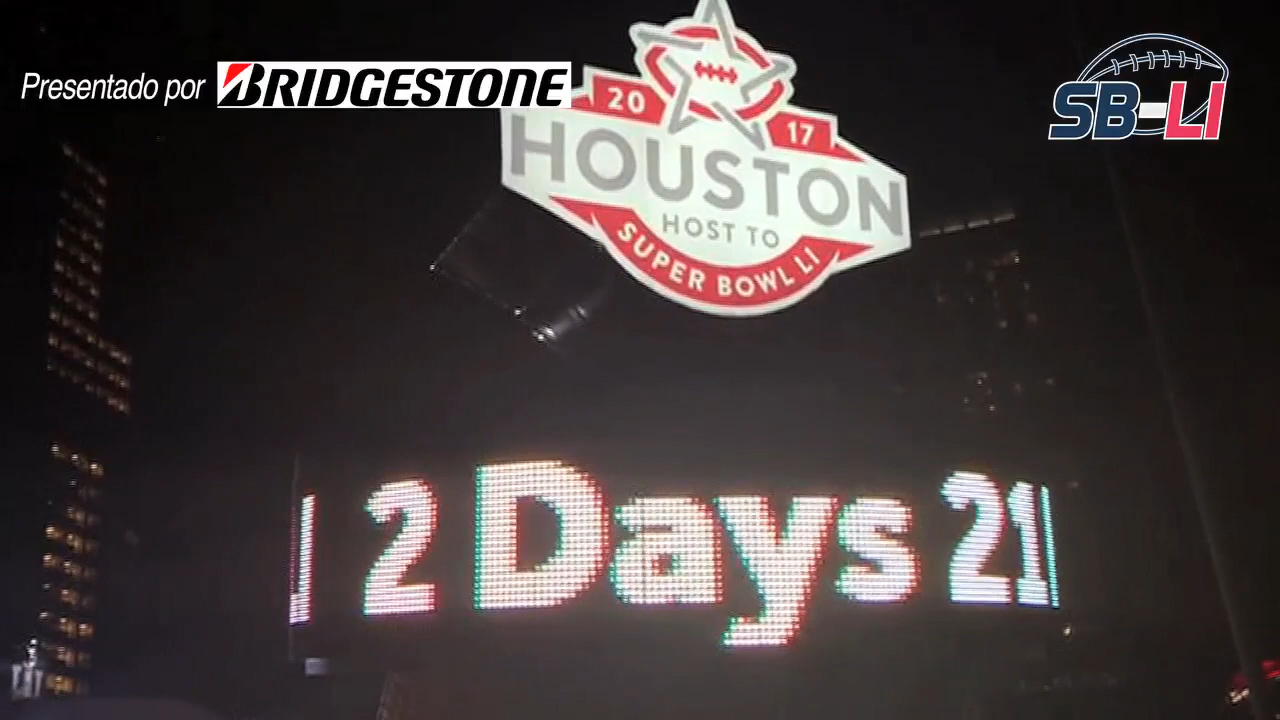 Presentado por BRIDGESTONE
SB LI
20 17
HOUSTON
HOST TO
SUPER BOWL LI
2 Days 21